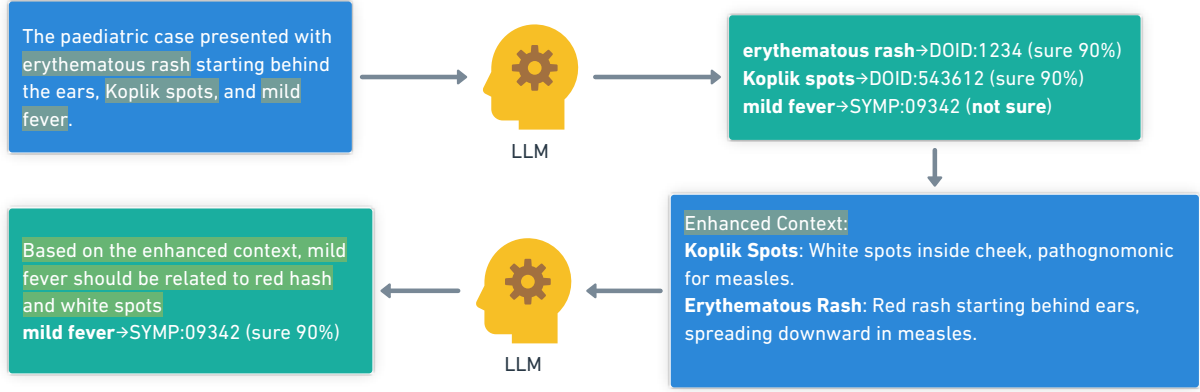 The paediatric case presented with
erythematous rash starting behind
the ears, Koplik spots, and mild
fever.
LLM
erythematous rash→DOID:1234 (sure 90%)
Koplik spots→DOID:543612 (sure 90%)
mild fever→SYMP:09342 (not sure)
Enhanced Context:
Koplik Spots: White spots inside cheek, pathognomonic
for measles.
Erythematous Rash: Red rash starting behind ears,
spreading downward in measles.
LLM
Based on the enhanced context, mild
fever should be related to red hash
and white spots
mild fever→SYMP:09342 (sure 90%)